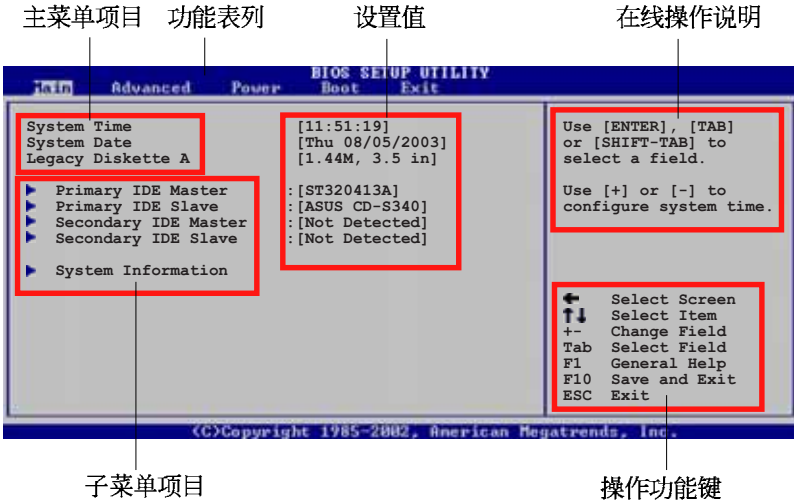 主菜单项目 功能表列 设置值 在线操作说明
BIOS SETUP UTILITY
Main Advanced Power Boot Exit
System Time [11:51:19]
System Date [Thu 08/05/2003]
Legacy Diskette A [1.44M, 3.5 in]
Primary IDE Master :[ST320413A]
Primary IDE Slave :[ASUS CD-S340]
Secondary IDE Master :[Not Detected]
Secondary IDE Slave :[Not Detected]
System Information
Use [ENTER], [TAB]
or [SHIFT-TAB] to
select a field.
Use [+] or [-] to
configure system time.
← Select Screen
↑↓ Select Item
+- Change Field
Tab Select Field
F1 General Help
F10 Save and Exit
ESC Exit
(C)Copyright 1985-2002, American Megatrends, Inc.
子菜单项目 操作功能键